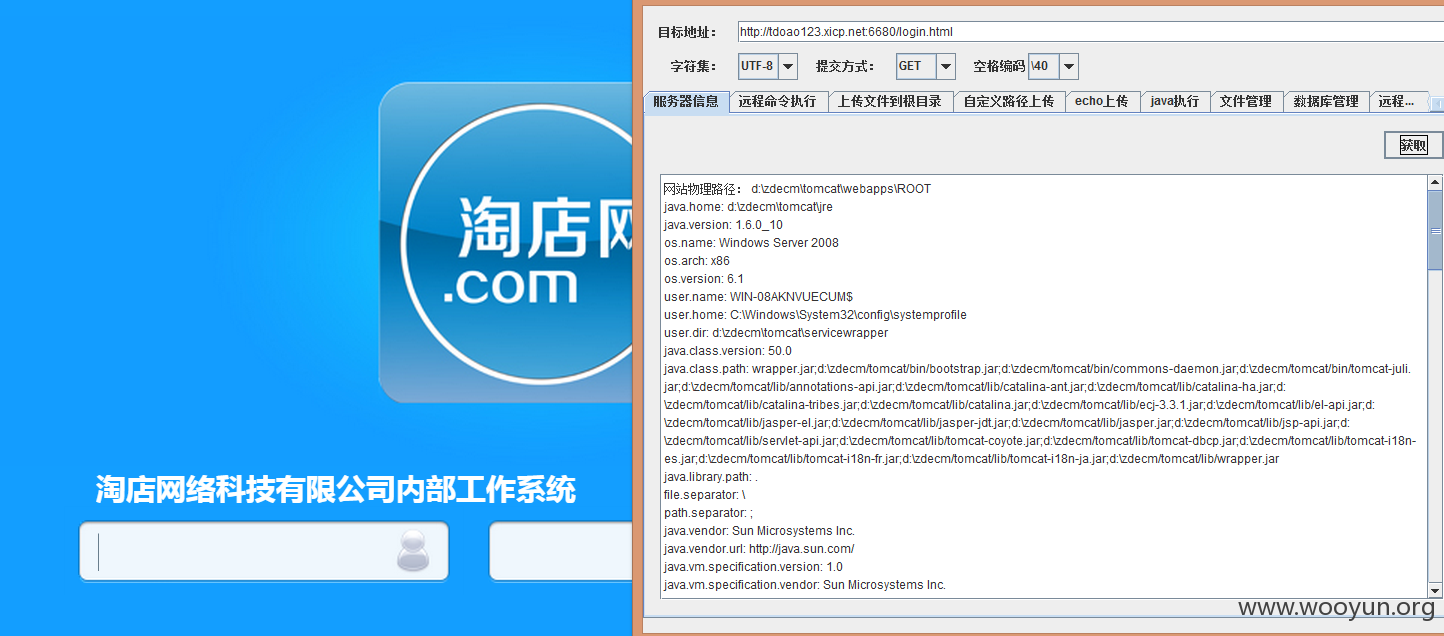 淘店网
.com
淘店网络科技有限公司内部工作系统
目标地址: http://tdoao123.xicp.net:6680/login.html
字符集: UTF-8 提交方式: GET 空格编码 \40
服务器信息 远程命令执行 上传文件到根目录 自定义路径上传 echo上传 java执行 文件管理 数据库管理 远程...
获取
网站物理路径: d:\zdecm\tomcat\webapps\ROOT
java.home: d:\zdecm\tomcat\jre
java.version: 1.6.0_10
os.name: Windows Server 2008
os.arch: x86
os.version: 6.1
user.name: WIN-08AKNVUECUM$
user.home: C:\Windows\System32\config\systemprofile
user.dir: d:\zdecm\tomcat\servicewrapper
java.class.version: 50.0
java.class.path: wrapper.jar;d:\zdecm/tomcat/bin/bootstrap.jar;d:\zdecm/tomcat/bin/commons-daemon.jar;d:\zdecm/tomcat/bin/tomcat-juli.
jar;d:\zdecm/tomcat/lib/annotations-api.jar;d:\zdecm/tomcat/lib/catalina-ant.jar;d:\zdecm/tomcat/lib/catalina-ha.jar;d:
\zdecm/tomcat/lib/catalina-tribes.jar;d:\zdecm/tomcat/lib/catalina.jar;d:\zdecm/tomcat/lib/ecj-3.3.1.jar;d:\zdecm/tomcat/lib/el-api.jar;d:
\zdecm/tomcat/lib/jasper-el.jar;d:\zdecm/tomcat/lib/jasper-jdt.jar;d:\zdecm/tomcat/lib/jasper.jar;d:\zdecm/tomcat/lib/jsp-api.jar;d:
\zdecm/tomcat/lib/servlet-api.jar;d:\zdecm/tomcat/lib/tomcat-coyote.jar;d:\zdecm/tomcat/lib/tomcat-dbcp.jar;d:\zdecm/tomcat/lib/tomcat-i18n-
es.jar;d:\zdecm/tomcat/lib/tomcat-i18n-fr.jar;d:\zdecm/tomcat/lib/tomcat-i18n-ja.jar;d:\zdecm/tomcat/lib/wrapper.jar
java.library.path: .
file.separator: \
path.separator: ;
java.vendor: Sun Microsystems Inc.
java.vendor.url: http://java.sun.com/
java.vm.specification.version: 1.0
java.vm.specification.vendor: Sun Microsystems Inc.
www.wooyun.org